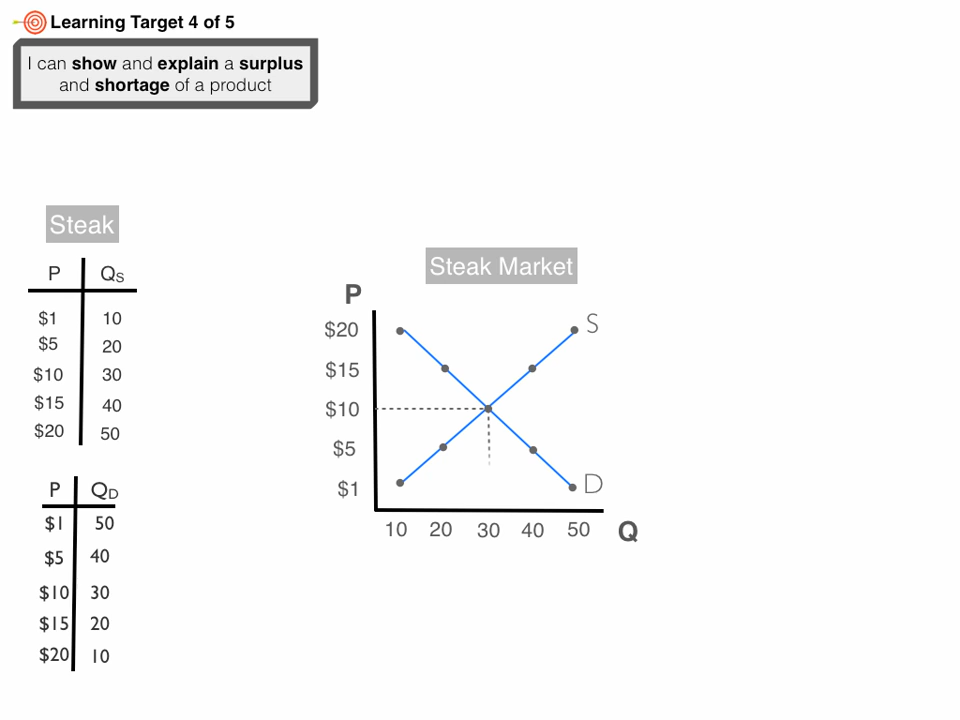 Learning Target 4 of 5
I can show and explain a surplus
and shortage of a product
Steak
P QS
$1 10
$5 20
$10 30
$15 40
$20 50
P QD
$1 50
$5 40
$10 30
$15 20
$20 10
Steak Market
P
$20
$15
$10
$5
$1
S
D
10 20 30 40 50 Q